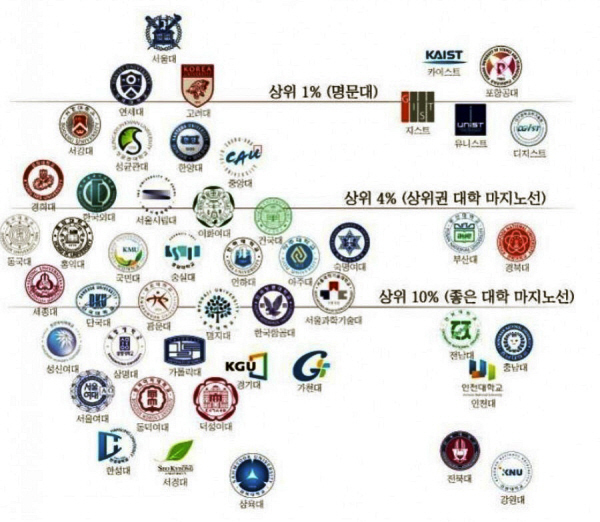 서울대
KAIST
카이스트
포항공대
연세대
KOREA
고려대
상위 1% (명문대)
GIST
지스트
UNIST
유니스트
DGIST
디지스트
서강대
성균관대
한양대
CAU
중앙대
경희대
한국외대
서울시립대
상위 4% (상위권 대학 마지노선)
이화여대
건국대
동국대
홍익대
KMU
국민대
숭실대
인하대
아주대
숙명여대
부산대
경북대
세종대
단국대
광운대
명지대
한국항공대
서울과학기술대
상위 10% (좋은 대학 마지노선)
성신여대
상명대
가톨릭대
KGU
경기대
가천대
전남대
충남대
인천대학교
인천대
서울여대
서울여대
동덕여대
덕성여대
한성대
SEOKYEONG
서경대
삼육대
전북대
KNU
강원대